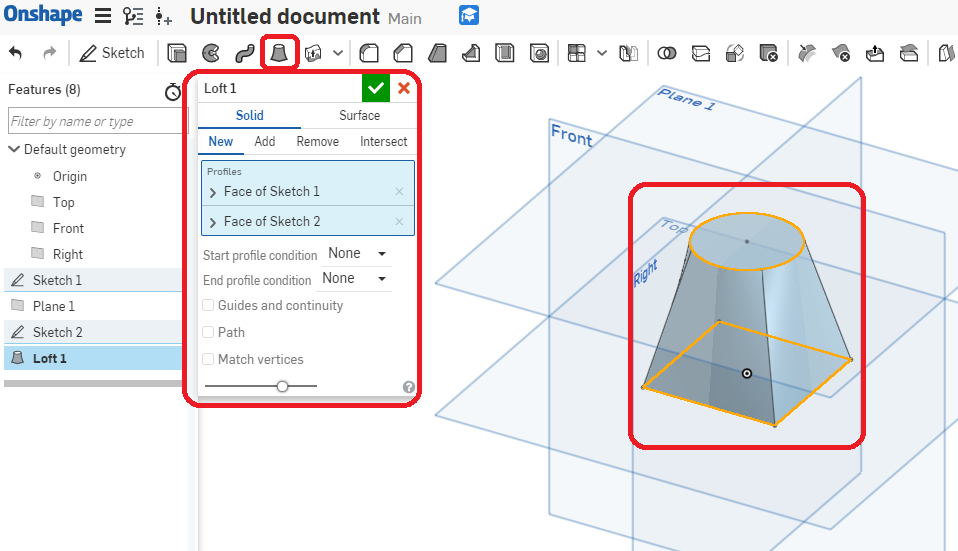 Onshape Untitled document Main
Sketch
Features (8)
Filter by name or type
Default geometry
Origin
Top
Front
Right
Sketch 1
Plane 1
Sketch 2
Loft 1
Loft 1
Solid Surface
New Add Remove Intersect
Profiles
Face of Sketch 1
Face of Sketch 2
Start profile condition None
End profile condition None
Guides and continuity
Path
Match vertices
?
Plane 1
Front
Top
Right